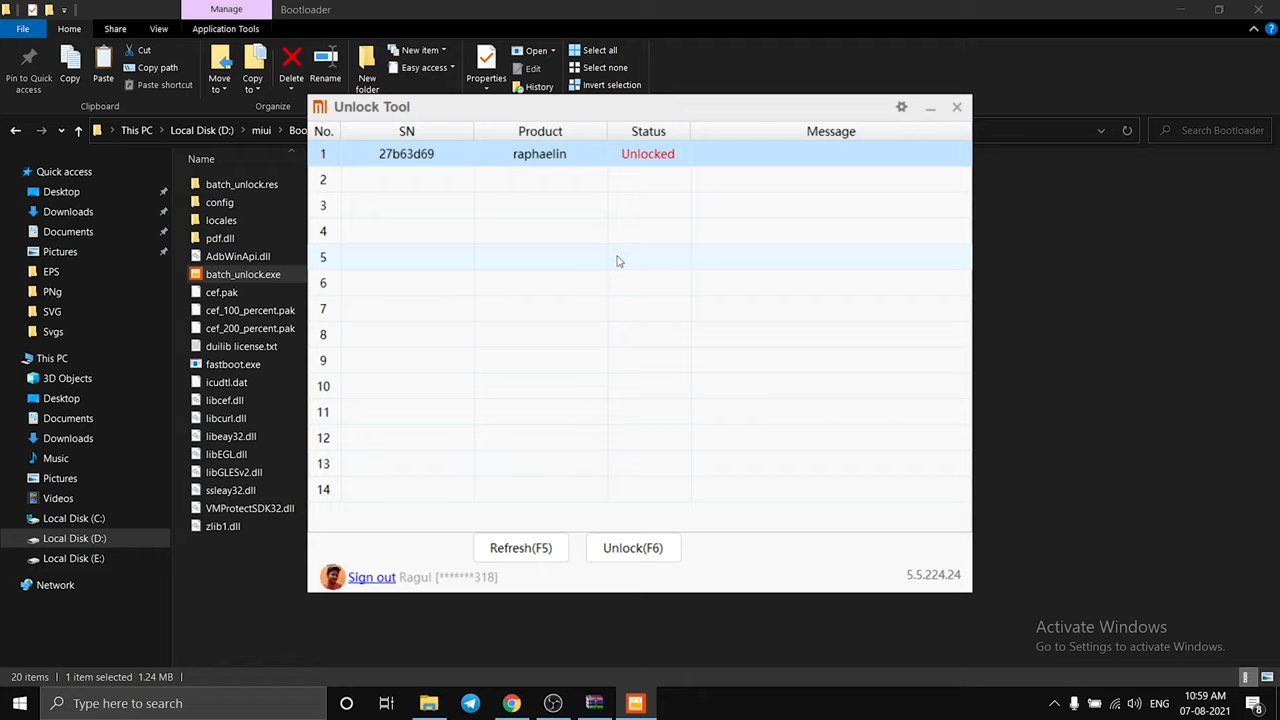 Manage
Bootloader
File
Home
Share
View
Application Tools
Pin to Quick access
Copy
Paste
Cut
Copy path
Paste shortcut
Clipboard
Move to
Copy to
Delete
Rename
Organize
New folder
New item
Easy access
Properties
Open
Edit
History
Select all
Select none
Invert selection
This PC
Local Disk (D:)
miui
Boo
Search Bootloader
Quick access
Desktop
Downloads
Documents
Pictures
EPS
PNg
SVG
Svgs
This PC
3D Objects
Desktop
Documents
Downloads
Music
Pictures
Videos
Local Disk (C:)
Local Disk (D:)
Local Disk (E:)
Network
Name
batch_unlock.res
config
locales
pdf.dll
AdbWinApi.dll
batch_unlock.exe
cef.pak
cef_100_percent.pak
cef_200_percent.pak
duilib license.txt
fastboot.exe
icudtl.dat
libcef.dll
libcurl.dll
libeay32.dll
libEGL.dll
libGLESv2.dll
ssleay32.dll
VMProtectSDK32.dll
zlib1.dll
Unlock Tool
No. SN Product Status Message
1 27b63d69 raphaelin Unlocked
2
3
4
5
6
7
8
9
10
11
12
13
14
Refresh(F5) Unlock(F6)
Sign out Ragul [*******318]
5.5.224.24
Activate Windows
Go to Settings to activate Windows.
20 items 1 item selected 1.24 MB
Type here to search
ENG
10:59 AM
07-08-2021
8